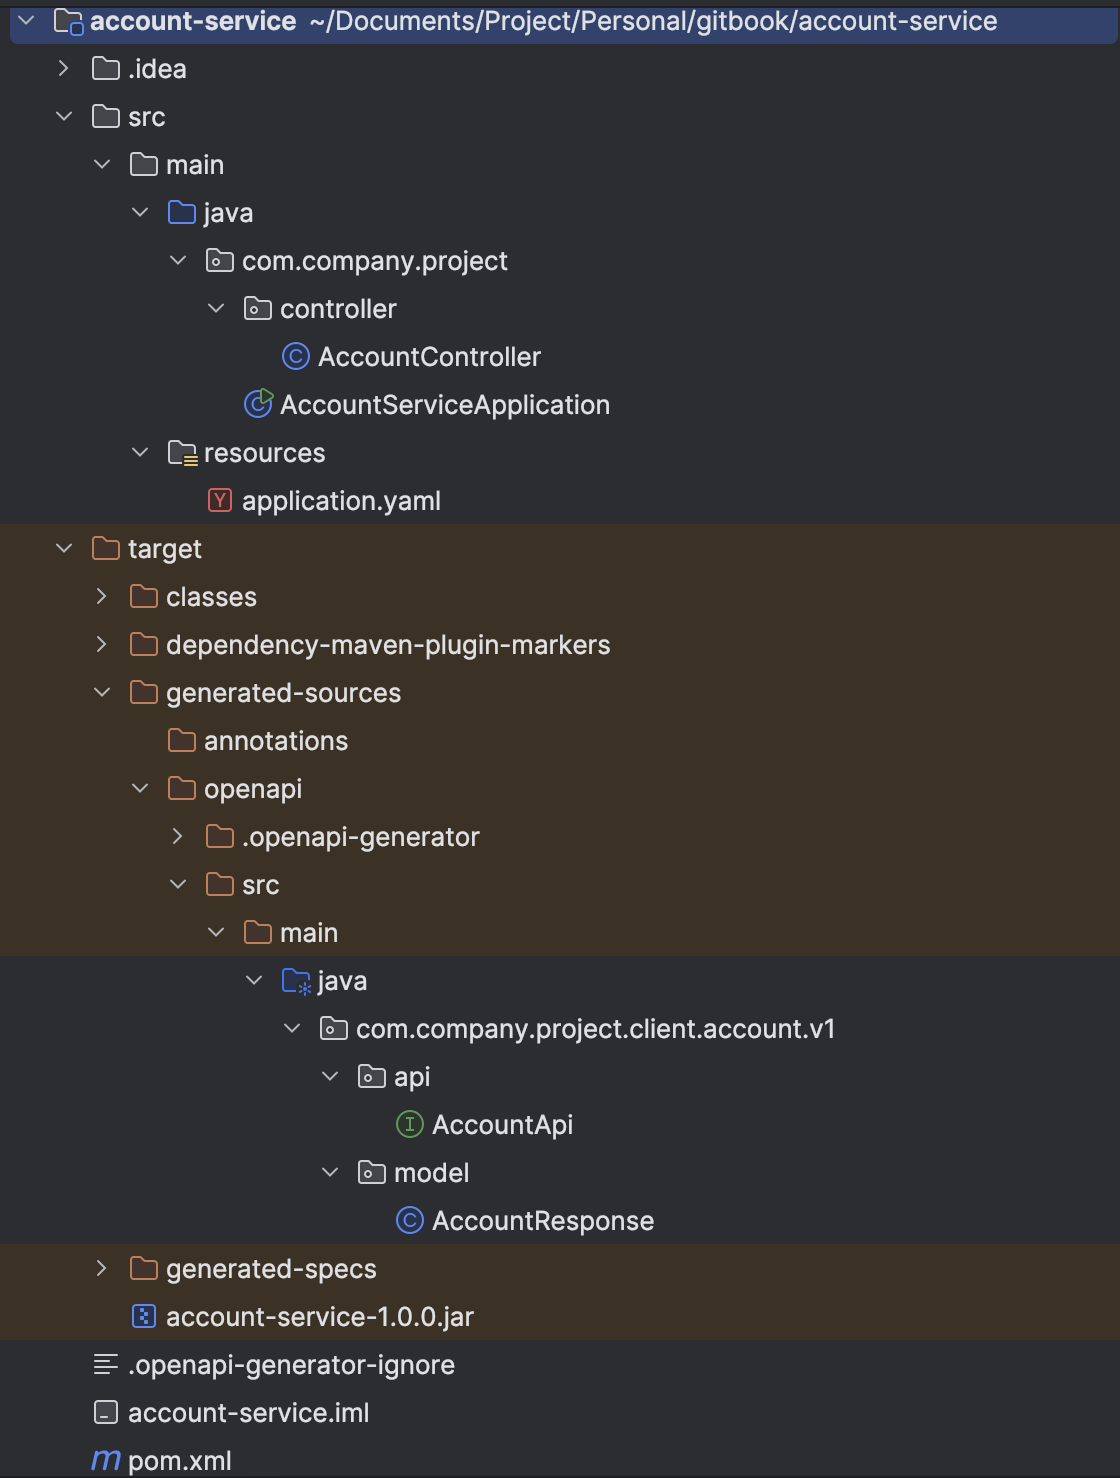 account-service ~/Documents/Project/Personal/gitbook/account-service
.idea
src
main
java
com.company.project
controller
AccountController
AccountServiceApplication
resources
application.yaml
target
classes
dependency-maven-plugin-markers
generated-sources
annotations
openapi
.openapi-generator
src
main
java
com.company.project.client.account.v1
api
AccountApi
model
AccountResponse
generated-specs
account-service-1.0.0.jar
.openapi-generator-ignore
account-service.iml
pom.xml